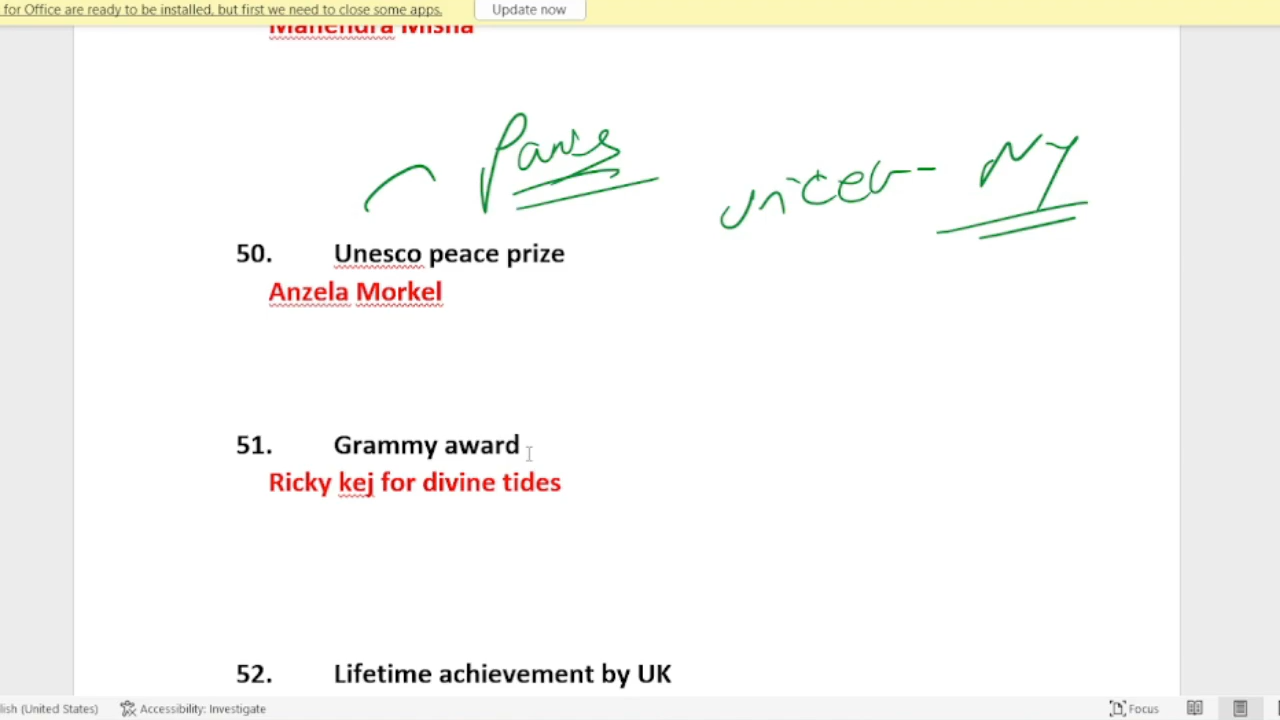 for Office are ready to be installed, but first we need to close some apps. Update now
Mahendra Misha
Paris
unicef - NY
50. Unesco peace prize
Anzela Morkel
51. Grammy award
Ricky kej for divine tides
52. Lifetime achievement by UK
lish (United States) Accessibility: Investigate Focus